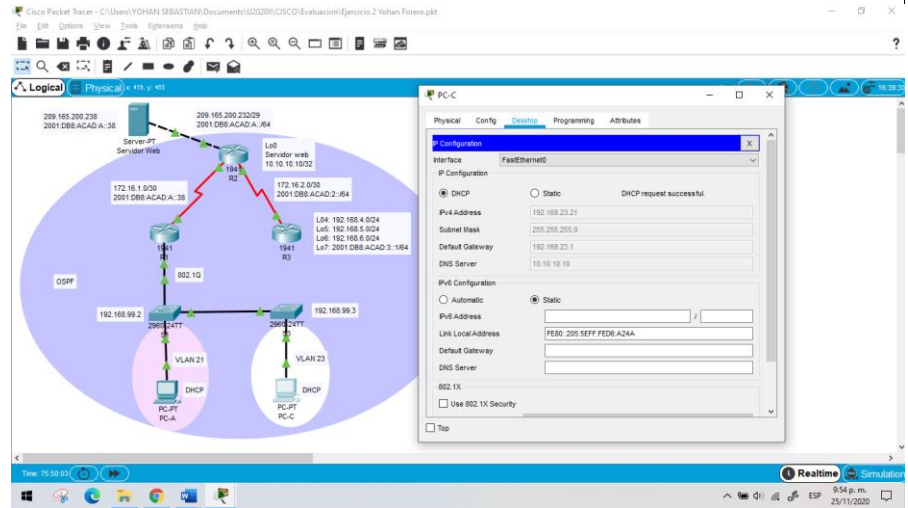 Cisco Packet Tracer - C:\Users\YOHAN SEBASTIAN\Documents\U2020II\CISCO\Evaluacion\Ejercicio 2 Yohan Forero.pkt
File Edit Options View Tools Extensions Help
?
Logical Physical x: 419, y: 453 16:39:30
209.165.200.238
2001:DB8:ACAD:A::38
Server-PT
Servidor Web
209.165.200.232/29
2001:DB8:ACAD:A::/64
Lo0
Servidor web
10.10.10.10/32
1941
R2
172.16.1.0/30
2001:DB8:ACAD:A::38
172.16.2.0/30
2001:DB8:ACAD:2::/64
L04: 192.168.4.0/24
Lo5: 192.168.5.0/24
Lo6: 192.168.6.0/24
Lo7: 2001:DB8:ACAD:3::1/64
1941
R1
1941
R3
802.1Q
OSPF
192.168.99.2
192.168.99.3
2960-24TT
VLAN 21
VLAN 23
DHCP
DHCP
PC-PT
PC-A
PC-PT
PC-C
PC-C
Physical Config Desktop Programming Attributes
IP Configuration X
Interface FastEthernet0
IP Configuration
DHCP Static DHCP request successful.
IPv4 Address 192.168.23.21
Subnet Mask 255.255.255.0
Default Gateway 192.168.23.1
DNS Server 10.10.10.10
IPv6 Configuration
Automatic Static
IPv6 Address /
Link Local Address FE80::205:5EFF:FED6:A24A
Default Gateway
DNS Server
802.1X
Use 802.1X Security
Top
Time: 75:50:03 Realtime Simulation
ESP 9:54 p. m.
25/11/2020